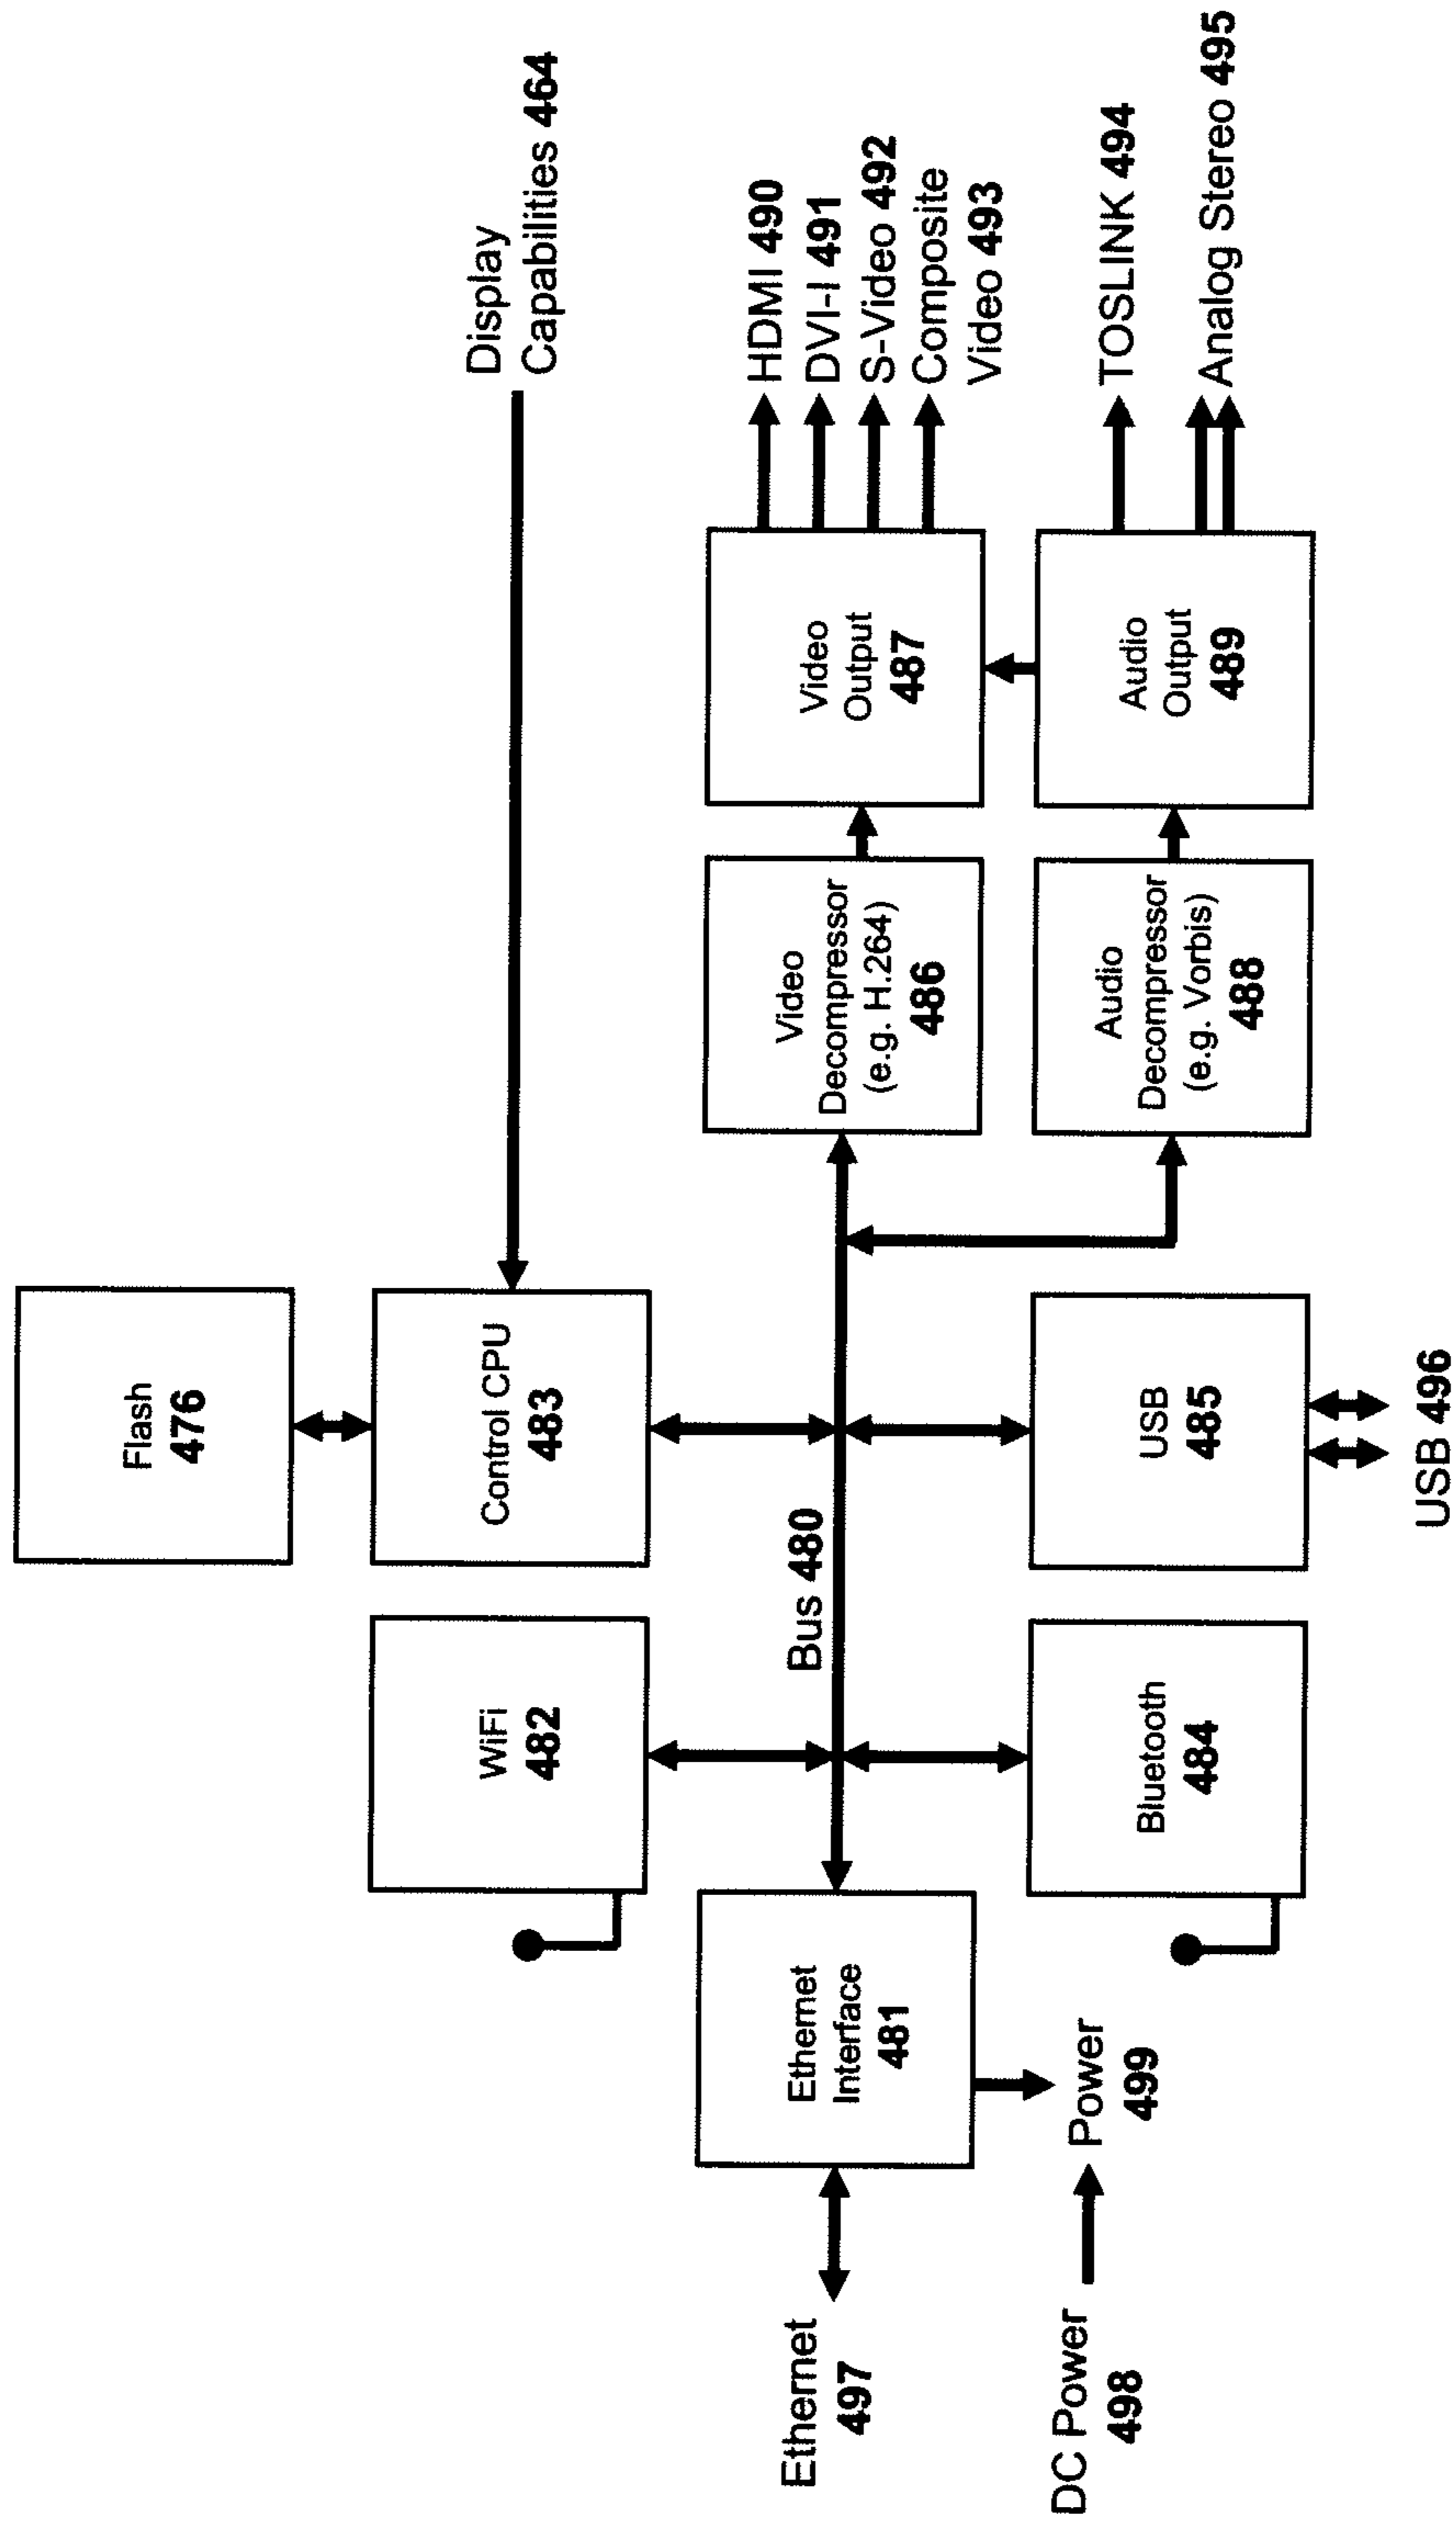 Flash
476
Display
Capabilities 464
WiFi
482
Control CPU
483
Bus 480
Ethernet
497
Ethernet
Interface
481
Video
Decompressor
(e.g. H.264)
486
Video
Output
487
HDMI 490
DVI-I 491
S-Video 492
Composite
Video 493
DC Power
498
Power
499
Bluetooth
484
USB
485
Audio
Decompressor
(e.g. Vorbis)
488
Audio
Output
489
TOSLINK 494
Analog Stereo 495
USB 496